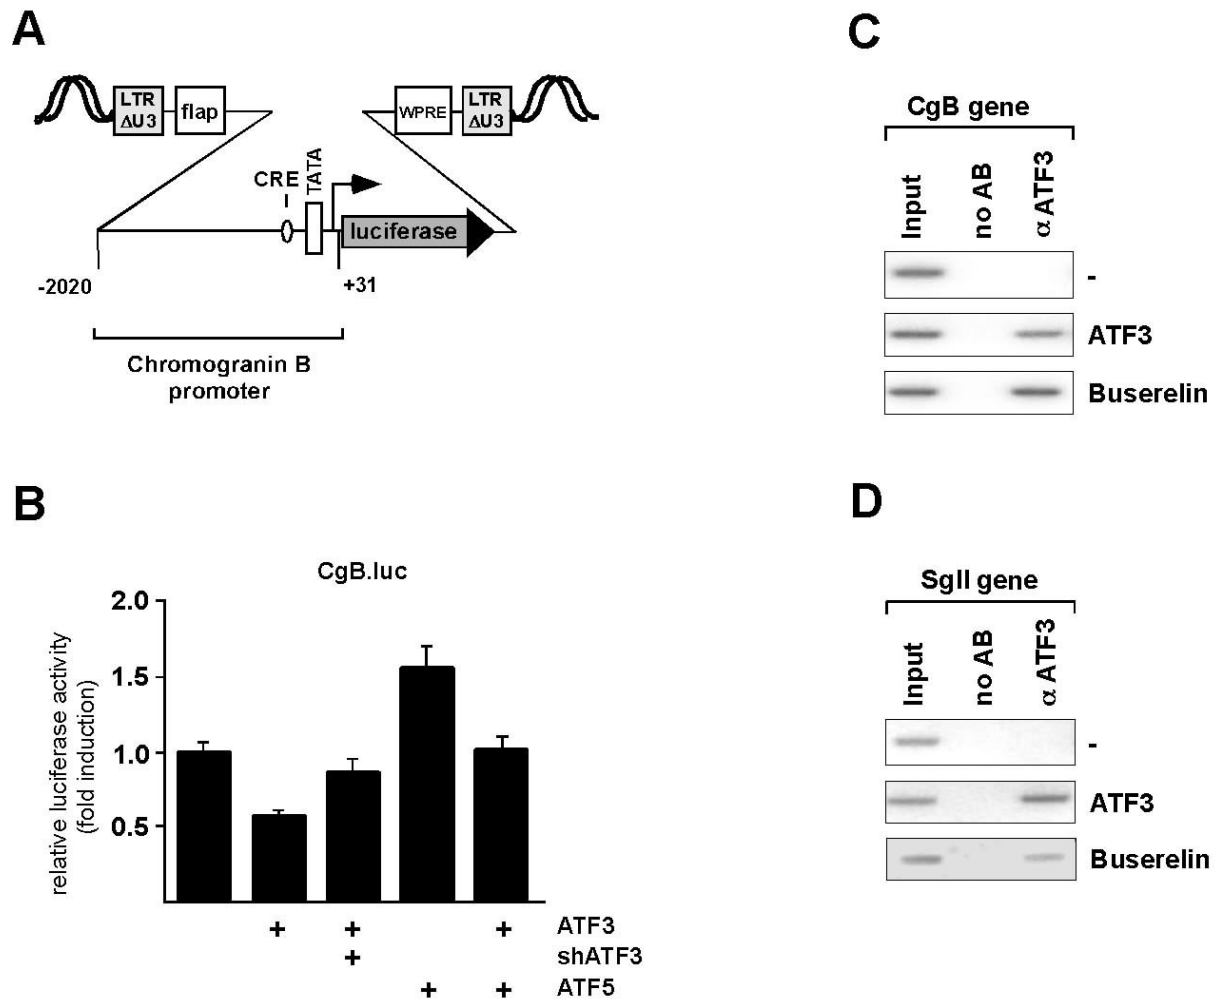 A
LTR
ΔU3
flap
WPRE
LTR
ΔU3
CRE
TATA
luciferase
-2020
+31
Chromogranin B
promoter
B
CgB.luc
relative luciferase activity
(fold induction)
2.0
1.5
1.0
0.5
+ + + ATF3
+ shATF3
+ + ATF5
C
CgB gene
Input
no AB
α ATF3
-
ATF3
Buserelin
D
SgII gene
Input
no AB
α ATF3
-
ATF3
Buserelin